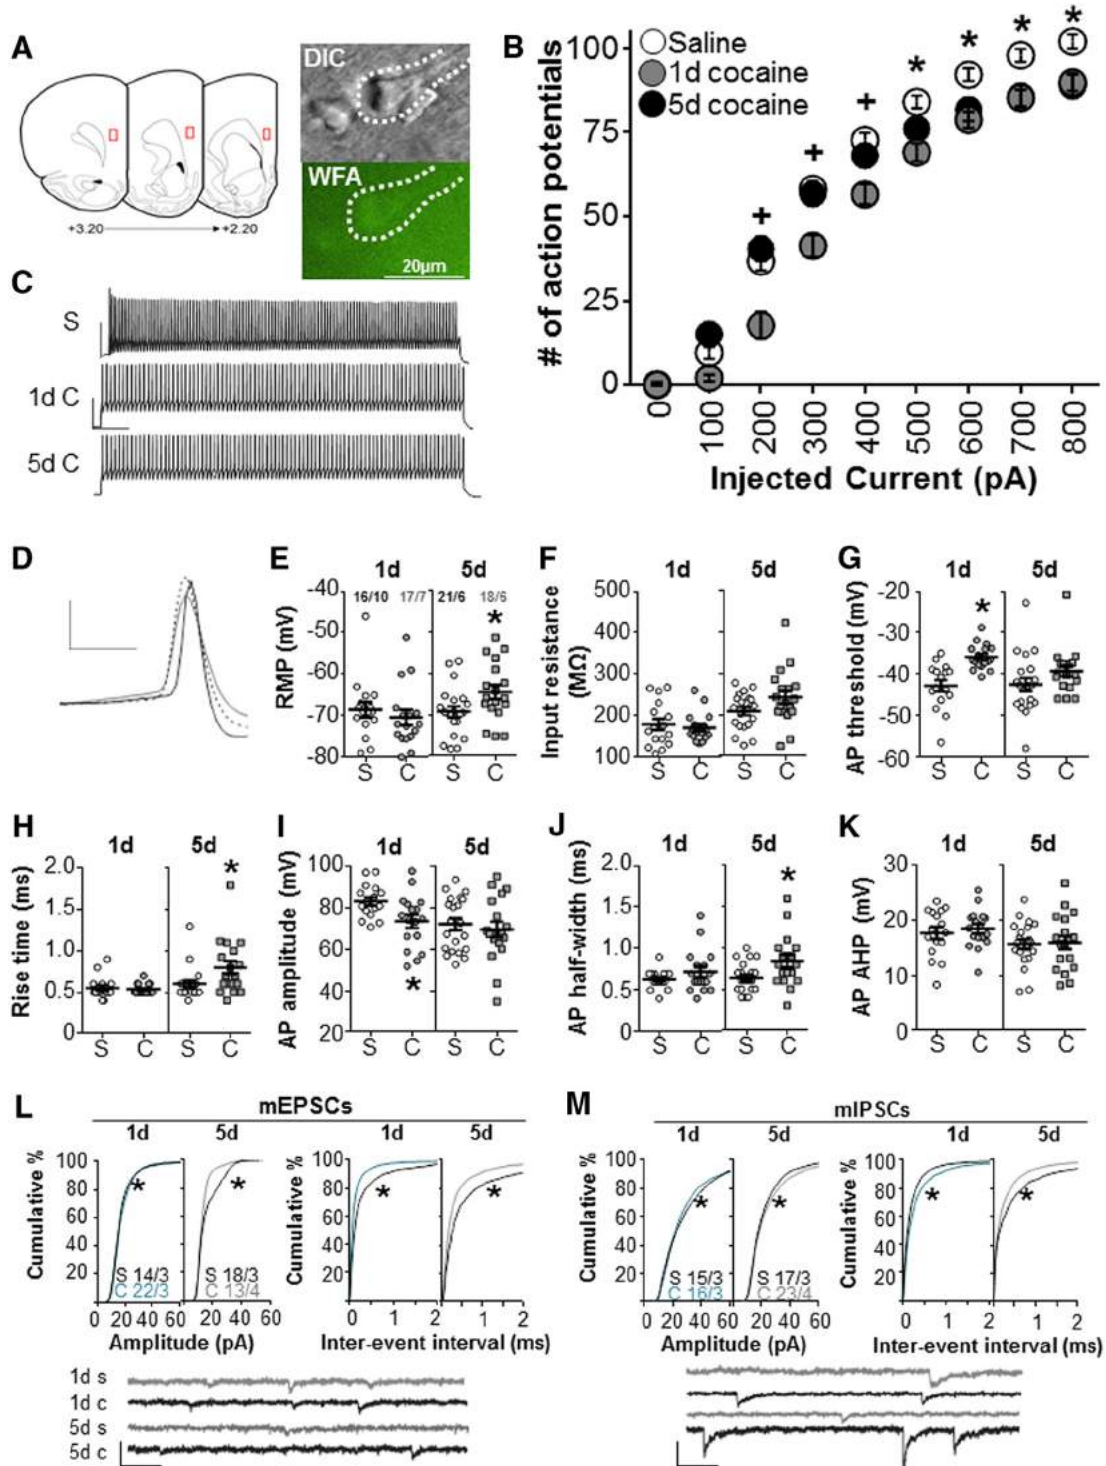 A
DIC
WFA
20µm
+3.20
+2.20
B
Saline
1d cocaine
5d cocaine
# of action potentials
100
75
50
25
0
0 100 200 300 400 500 600 700 800
Injected Current (pA)
+ + + * * * * *
C
S
1d C
5d C
D
E
1d 5d
RMP (mV)
-40
-50
-60
-70
-80
16/10 17/7 21/6 18/6
*
S C S C
F
1d 5d
Input resistance
(MΩ)
500
400
300
200
100
S C S C
G
1d 5d
AP threshold (mV)
-20
-30
-40
-50
-60
*
S C S C
H
1d 5d
Rise time (ms)
2.0
1.5
1.0
0.5
0
*
S C S C
I
1d 5d
AP amplitude (mV)
100
80
60
40
20
*
S C S C
J
1d 5d
AP half-width (ms)
2.0
1.5
1.0
0.5
0
*
S C S C
K
1d 5d
AP AHP (mV)
30
20
10
0
S C S C
L
mEPSCs
1d 5d 1d 5d
Cumulative %
100
80
60
40
20
* *
S 14/3 S 18/3
C 22/3 C 13/4
0 20 40 60 0 20 40 60
Amplitude (pA)
Cumulative %
100
80
60
40
20
* *
0 1 2 1 2
Inter-event interval (ms)
1d s
1d c
5d s
5d c
M
mIPSCs
1d 5d 1d 5d
Cumulative %
100
80
60
40
20
* *
S 15/3 S 17/3
C 16/3 C 23/4
0 20 40 60 0 20 40 60
Amplitude (pA)
Cumulative %
100
80
60
40
20
* *
0 1 2 1 2
Inter-event interval (ms)